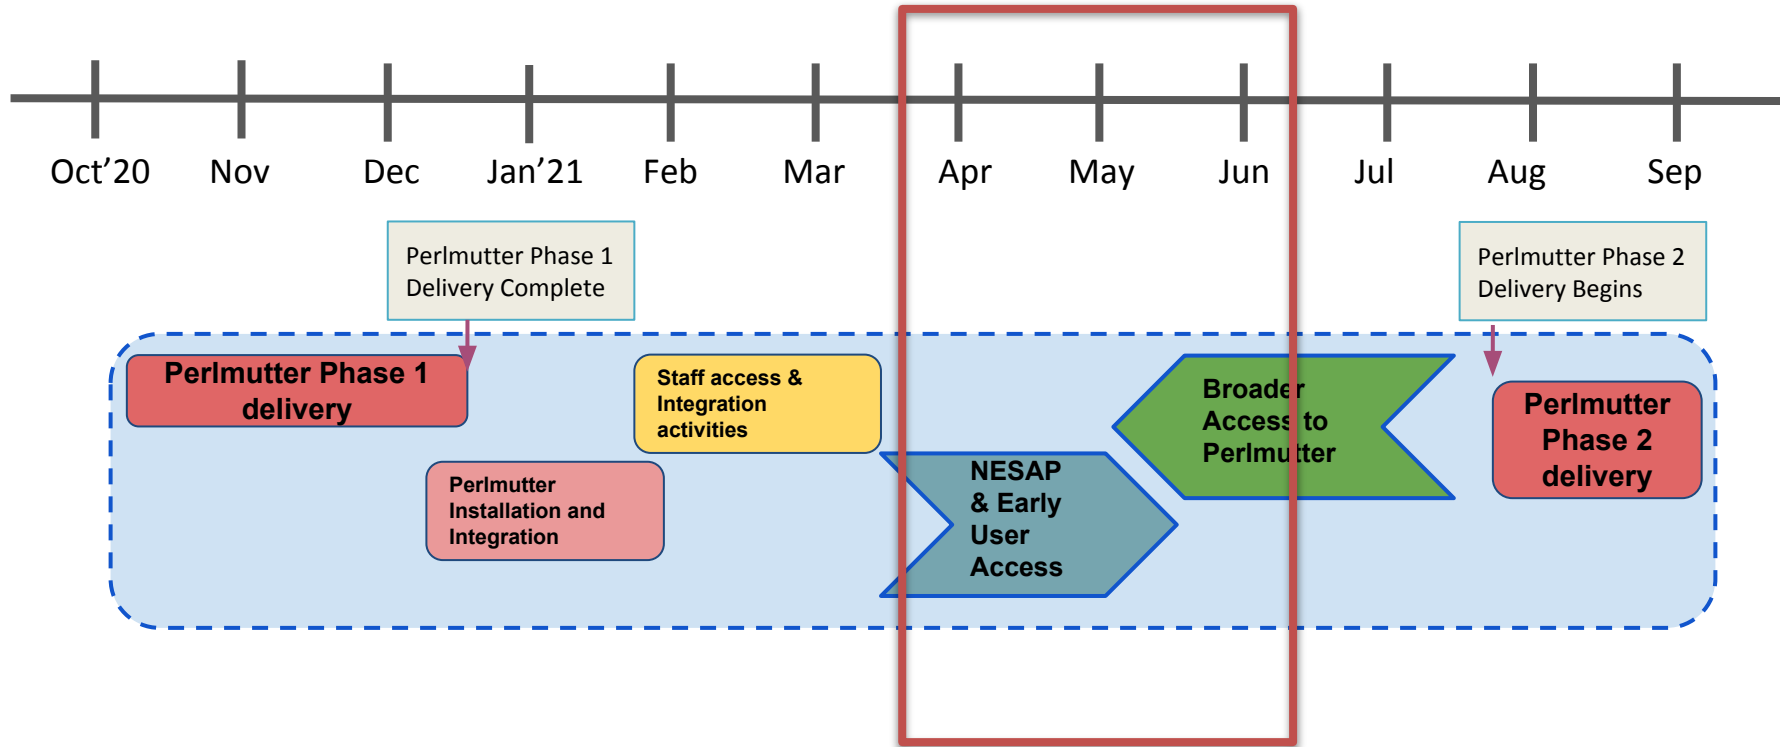 Oct’20 Nov Dec Jan’21 Feb Mar Apr May Jun Jul Aug Sep
Perlmutter Phase 1
Delivery Complete
Perlmutter Phase 2
Delivery Begins
Perlmutter Phase 1
delivery
Staff access &
Integration
activities
Broader
Access to
Perlmutter
Perlmutter
Phase 2
delivery
Perlmutter
Installation and
Integration
NESAP
& Early
User
Access